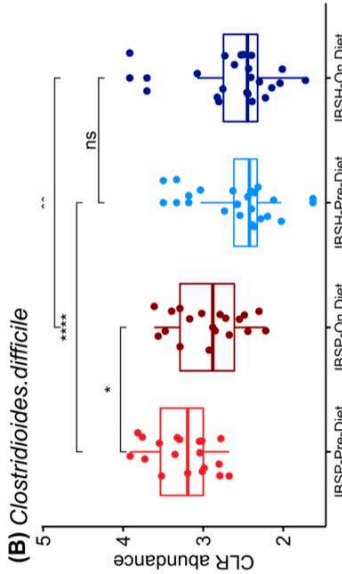 (B) Clostridioides.difficile
CLR abundance
5
4
3
2
****
*
ns
IBSP-Pre-Diet
IBSP-On Diet
IBSH-Pre-Diet
IBSH-On Diet